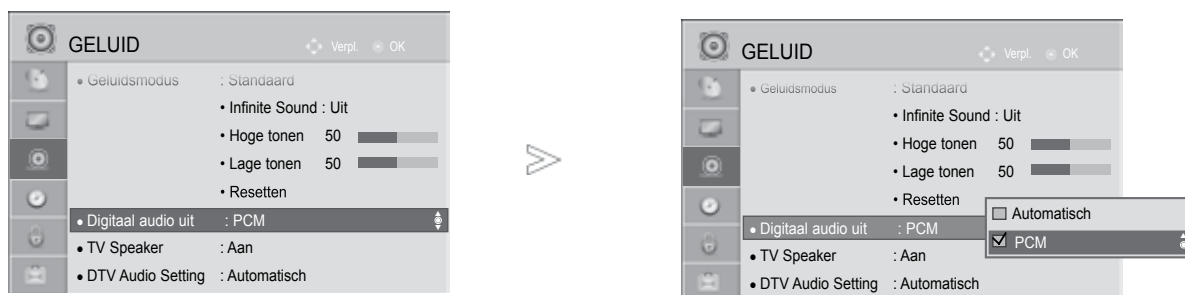 GELUID Verpl. OK
• Geluidsmodus : Standaard
• Infinite Sound : Uit
• Hoge tonen 50
• Lage tonen 50
• Resetten
• Digitaal audio uit : PCM
• TV Speaker : Aan
• DTV Audio Setting : Automatisch
GELUID Verpl. OK
• Geluidsmodus : Standaard
• Infinite Sound : Uit
• Hoge tonen 50
• Lage tonen 50
• Resetten
• Digitaal audio uit : PCM
• TV Speaker : Aan
• DTV Audio Setting : Automatisch
Automatisch
PCM